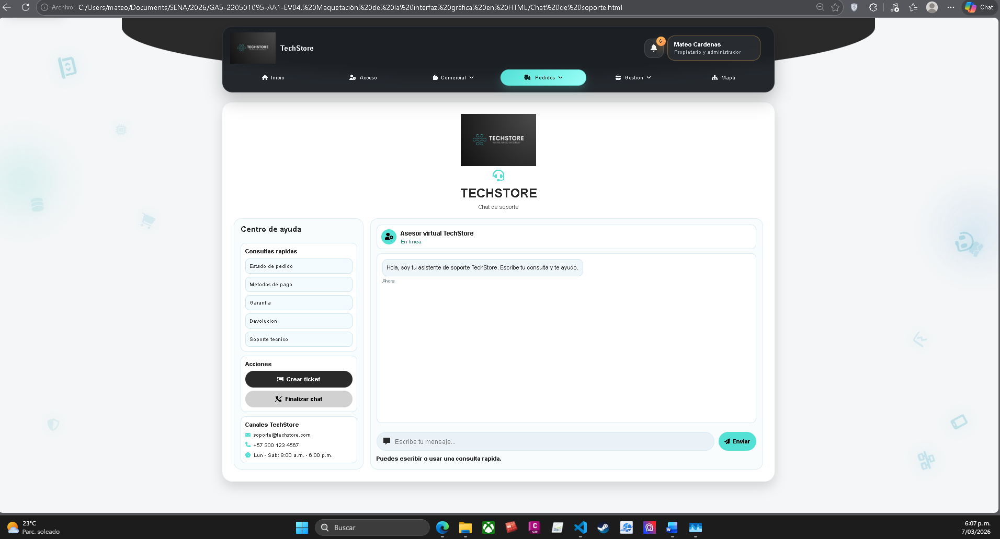 Archivo C:/Users/mateo/Documents/SENA/2026/GA5-220501095-AA1-EV04.%20Maquetación%20de%20la%20interfaz%20gráfica%20en%20HTML/Chat%20de%20soporte.html
Chat
TECHSTORE
TechStore
6
Mateo Cardenas
Propietario y administrador
Inicio
Acceso
Comercial
Pedidos
Gestion
Mapa
TECHSTORE
TECHSTORE
Chat de soporte
Centro de ayuda
Consultas rapidas
Estado de pedido
Metodos de pago
Garantia
Devolucion
Soporte tecnico
Acciones
Crear ticket
Finalizar chat
Canales TechStore
soporte@techstore.com
+57 300 123 4567
Lun - Sab: 8:00 a.m. - 6:00 p.m.
Asesor virtual TechStore
En linea
Hola, soy tu asistente de soporte TechStore. Escribe tu consulta y te ayudo.
Ahora
Escribe tu mensaje...
Enviar
Puedes escribir o usar una consulta rapida.
23°C
Parc. soleado
Buscar
6:07 p.m.
7/03/2026